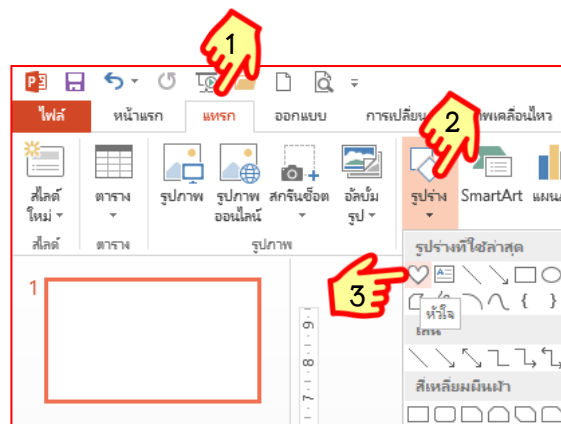 1
ไฟล์ หน้าแรก แทรก ออกแบบ การเปลี่ยน ภาพเคลื่อนไหว
2
สไลด์ใหม่ ตาราง รูปภาพ รูปภาพออนไลน์ สกรีนช็อต อัลบั้มรูป รูปร่าง SmartArt
สไลด์ ตาราง รูปภาพ
รูปร่างที่ใช้ล่าสุด
3
1
หัวใจ
เส้น
สี่เหลี่ยมผืนผ้า
9
8
7